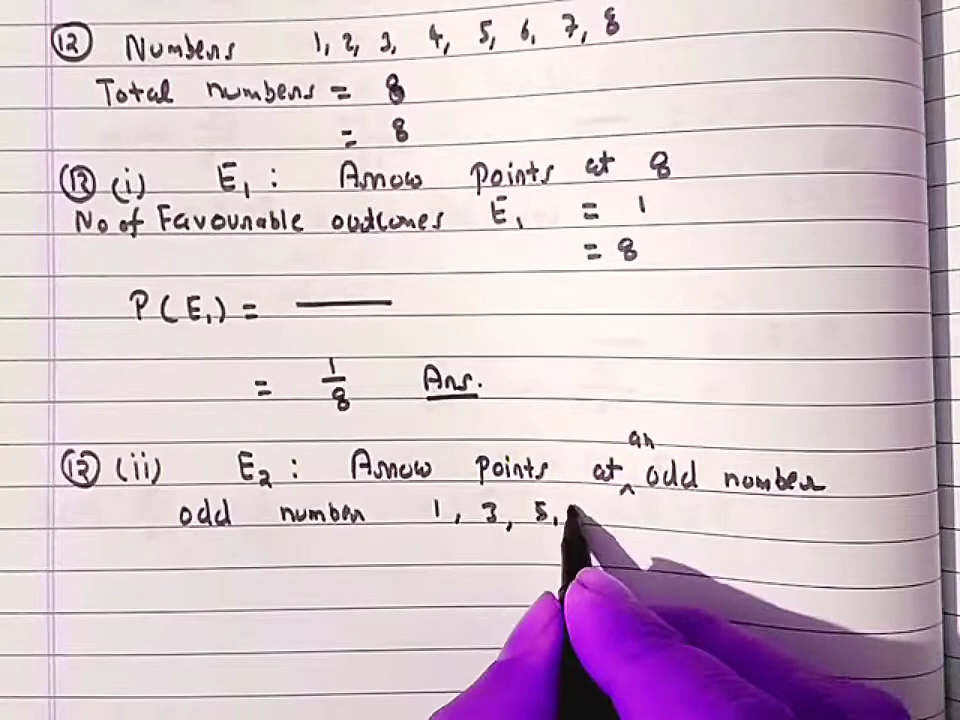 12 Numbers 1, 2, 3, 4, 5, 6, 7, 8
Total numbers = 8
= 8
12 (i) E₁ : Arrow Points at 8
No of Favourable outcomes E₁ = 1
= 8
P(E₁) = ———
= 1/8 Ans.
12 (ii) E₂ : Arrow points at an odd number
odd number 1, 3, 5,